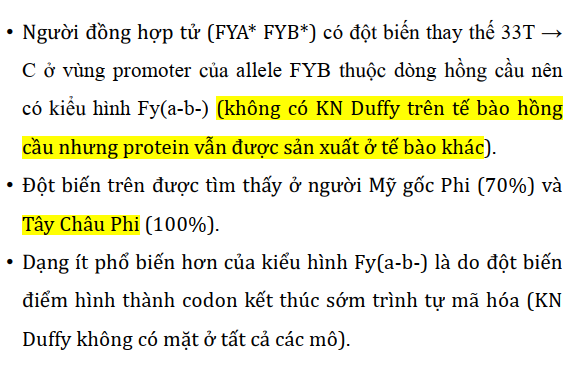 • Người đồng hợp tử (FYA* FYB*) có đột biến thay thế 33T →
C ở vùng promoter của allele FYB thuộc dòng hồng cầu nên
có kiểu hình Fy(a-b-) (không có KN Duffy trên tế bào hồng
cầu nhưng protein vẫn được sản xuất ở tế bào khác).
• Đột biến trên được tìm thấy ở người Mỹ gốc Phi (70%) và
Tây Châu Phi (100%).
• Dạng ít phổ biến hơn của kiểu hình Fy(a-b-) là do đột biến
điểm hình thành codon kết thúc sớm trình tự mã hóa (KN
Duffy không có mặt ở tất cả các mô).